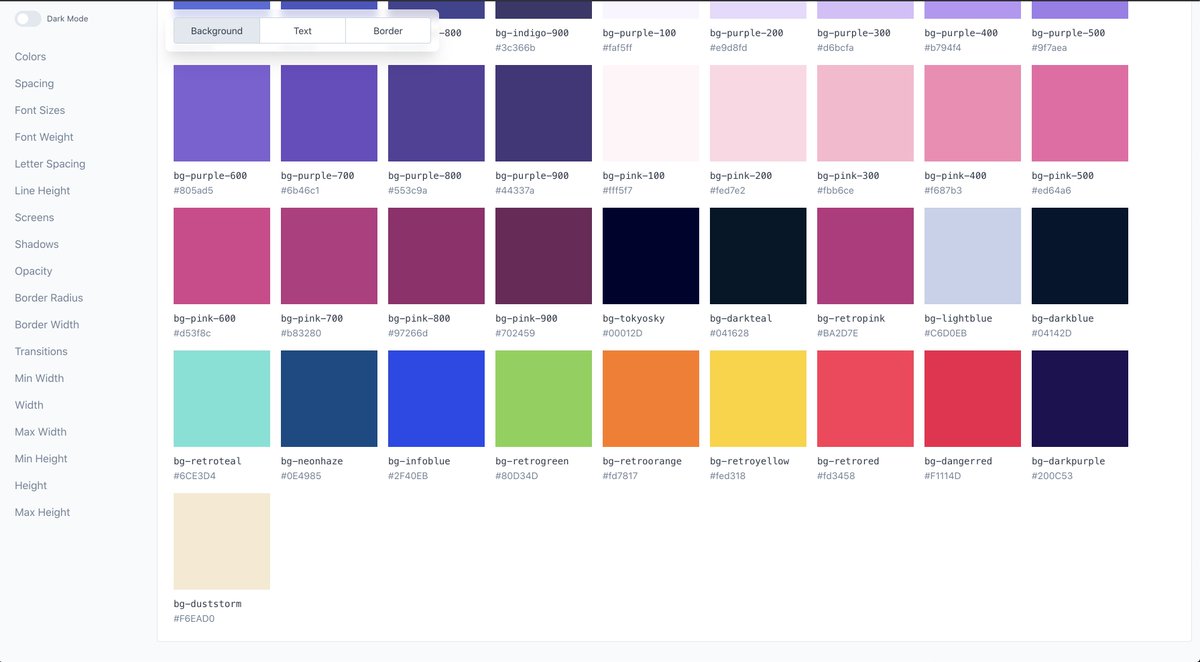 Dark Mode
Colors
Spacing
Font Sizes
Font Weight
Letter Spacing
Line Height
Screens
Shadows
Opacity
Border Radius
Border Width
Transitions
Min Width
Width
Max Width
Min Height
Height
Max Height
Background Text Border
-800 bg-indigo-900 bg-purple-100 bg-purple-200 bg-purple-300 bg-purple-400 bg-purple-500
#3c366b #faf5ff #e9d8fd #d6bcfa #b794f4 #9f7aea
bg-purple-600 bg-purple-700 bg-purple-800 bg-purple-900 bg-pink-100 bg-pink-200 bg-pink-300 bg-pink-400 bg-pink-500
#805ad5 #6b46c1 #553c9a #44337a #fff5f7 #fed7e2 #fbb6ce #f687b3 #ed64a6
bg-pink-600 bg-pink-700 bg-pink-800 bg-pink-900 bg-tokyosky bg-darkteal bg-retropink bg-lightblue bg-darkblue
#d53f8c #b83280 #97266d #702459 #00012D #041628 #BA2D7E #C6D0EB #04142D
bg-retroteal bg-neonhaze bg-infoblue bg-retrogreen bg-retroorange bg-retroyellow bg-retrored bg-dangerred bg-darkpurple
#6CE3D4 #0E4985 #2F40EB #80D34D #fd7817 #fed318 #fd3458 #F1114D #200C53
bg-duststorm
#F6EAD0